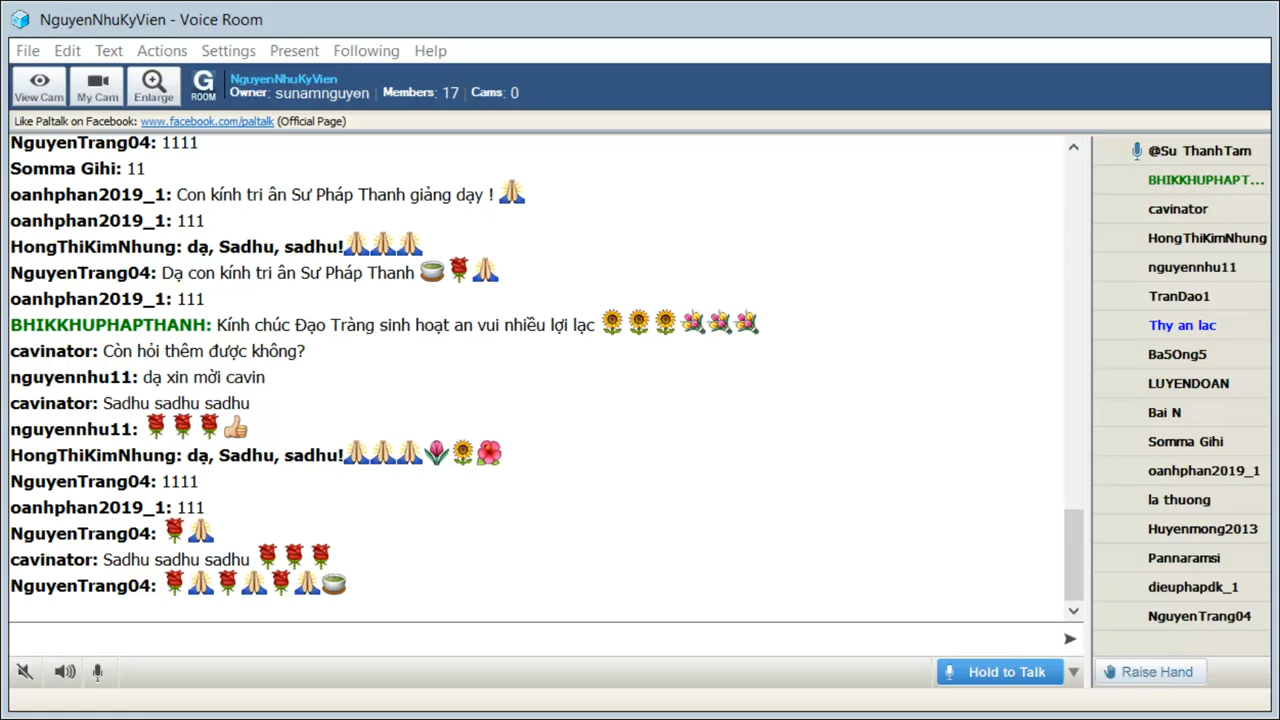 NguyenNhuKyVien - Voice Room
File Edit Text Actions Settings Present Following Help
View Cam My Cam Enlarge G ROOM
NguyenNhuKyVien
Owner: sunamnguyen | Members: 17 | Cams: 0
Like Paltalk on Facebook: www.facebook.com/paltalk (Official Page)
NguyenTrang04: 1111
Somma Gihi: 11
oanhphan2019_1: Con kính tri ân Sư Pháp Thanh giảng dạy ! 🙏
oanhphan2019_1: 111
HongThiKimNhung: dạ, Sadhu, sadhu!🙏🙏🙏
NguyenTrang04: Dạ con kính tri ân Sư Pháp Thanh 🍵🌹🙏
oanhphan2019_1: 111
BHIKKHUPHAPTHANH: Kính chúc Đạo Tràng sinh hoạt an vui nhiều lợi lạc 🌻🌻🌻💐💐💐
cavinator: Còn hỏi thêm được không?
nguyennhu11: dạ xin mời cavin
cavinator: Sadhu sadhu sadhu
nguyennhu11: 🌹🌹🌹👍
HongThiKimNhung: dạ, Sadhu, sadhu!🙏🙏🙏🌷🌻🌺
NguyenTrang04: 1111
oanhphan2019_1: 111
NguyenTrang04: 🌹🙏
cavinator: Sadhu sadhu sadhu 🌹🌹🌹
NguyenTrang04: 🌹🙏🌹🙏🌹🙏🍵
@Su ThanhTam
BHIKKHUPHAPT...
cavinator
HongThiKimNhung
nguyennhu11
TranDao1
Thy an lac
Ba5Ong5
LUYENDOAN
Bai N
Somma Gihi
oanhphan2019_1
la thuong
Huyenmong2013
Pannaramsi
dieuphapdk_1
NguyenTrang04
Hold to Talk
Raise Hand